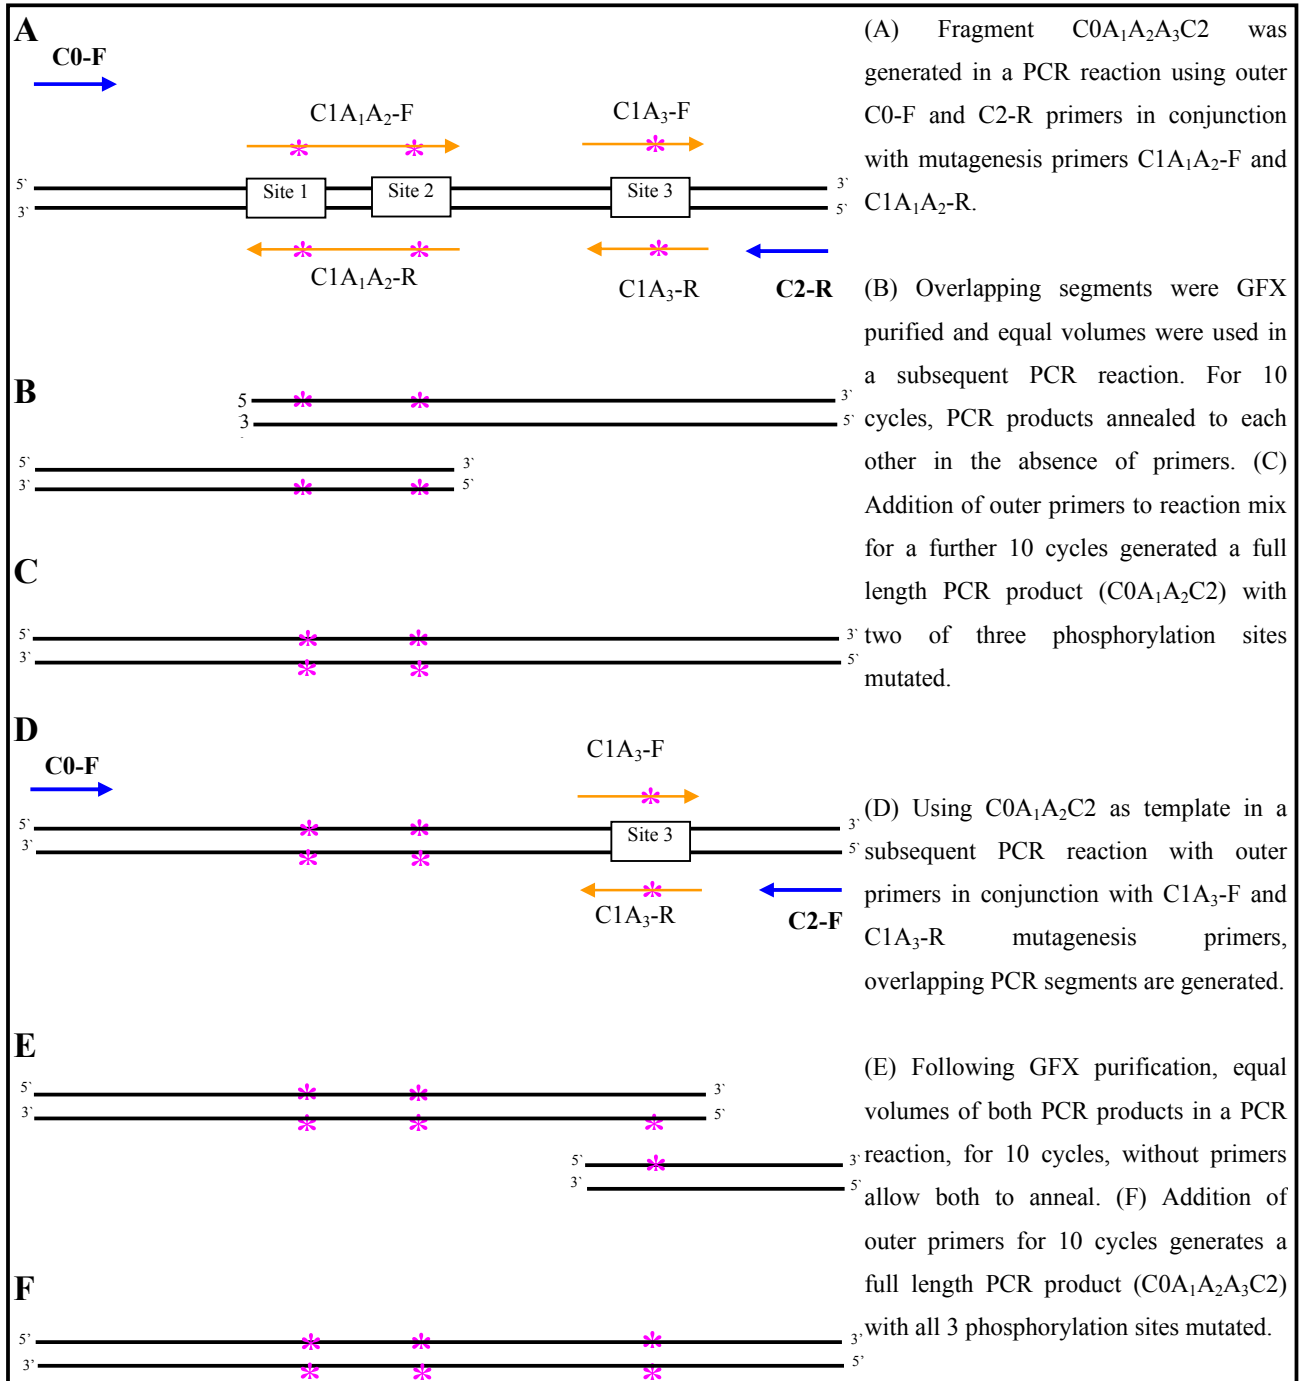 A
C0-F
C1A₁A₂-F
C1A₃-F
5` 3`
Site 1 Site 2 Site 3
3` 5`
C1A₁A₂-R
C1A₃-R
C2-R
B
5 3`
3 5`
`
5` 3`
3` 5`
C
5` 3`
3` 5`
D
C0-F
C1A₃-F
5` 3`
Site 3
3` 5`
C1A₃-R
C2-F
E
5` 3`
3` 5`
5` 3`
3` 5`
F
5` 3`
3' 5'
(A) Fragment C0A₁A₂A₃C2 was
generated in a PCR reaction using outer
C0-F and C2-R primers in conjunction
with mutagenesis primers C1A₁A₂-F and
C1A₁A₂-R.
(B) Overlapping segments were GFX
purified and equal volumes were used in
a subsequent PCR reaction. For 10
cycles, PCR products annealed to each
other in the absence of primers. (C)
Addition of outer primers to reaction mix
for a further 10 cycles generated a full
length PCR product (C0A₁A₂C2) with
two of three phosphorylation sites
mutated.
(D) Using C0A₁A₂C2 as template in a
subsequent PCR reaction with outer
primers in conjunction with C1A₃-F and
C1A₃-R mutagenesis primers,
overlapping PCR segments are generated.
(E) Following GFX purification, equal
volumes of both PCR products in a PCR
reaction, for 10 cycles, without primers
allow both to anneal. (F) Addition of
outer primers for 10 cycles generates a
full length PCR product (C0A₁A₂A₃C2)
with all 3 phosphorylation sites mutated.